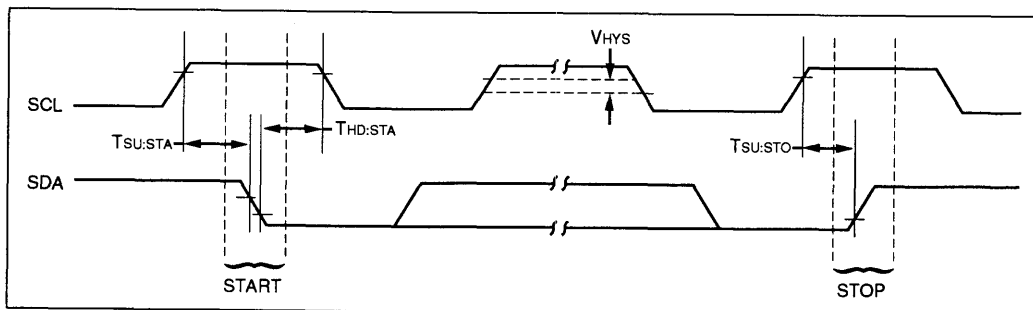 VHYS
SCL
TSU:STA
THD:STA
TSU:STO
SDA
START
STOP